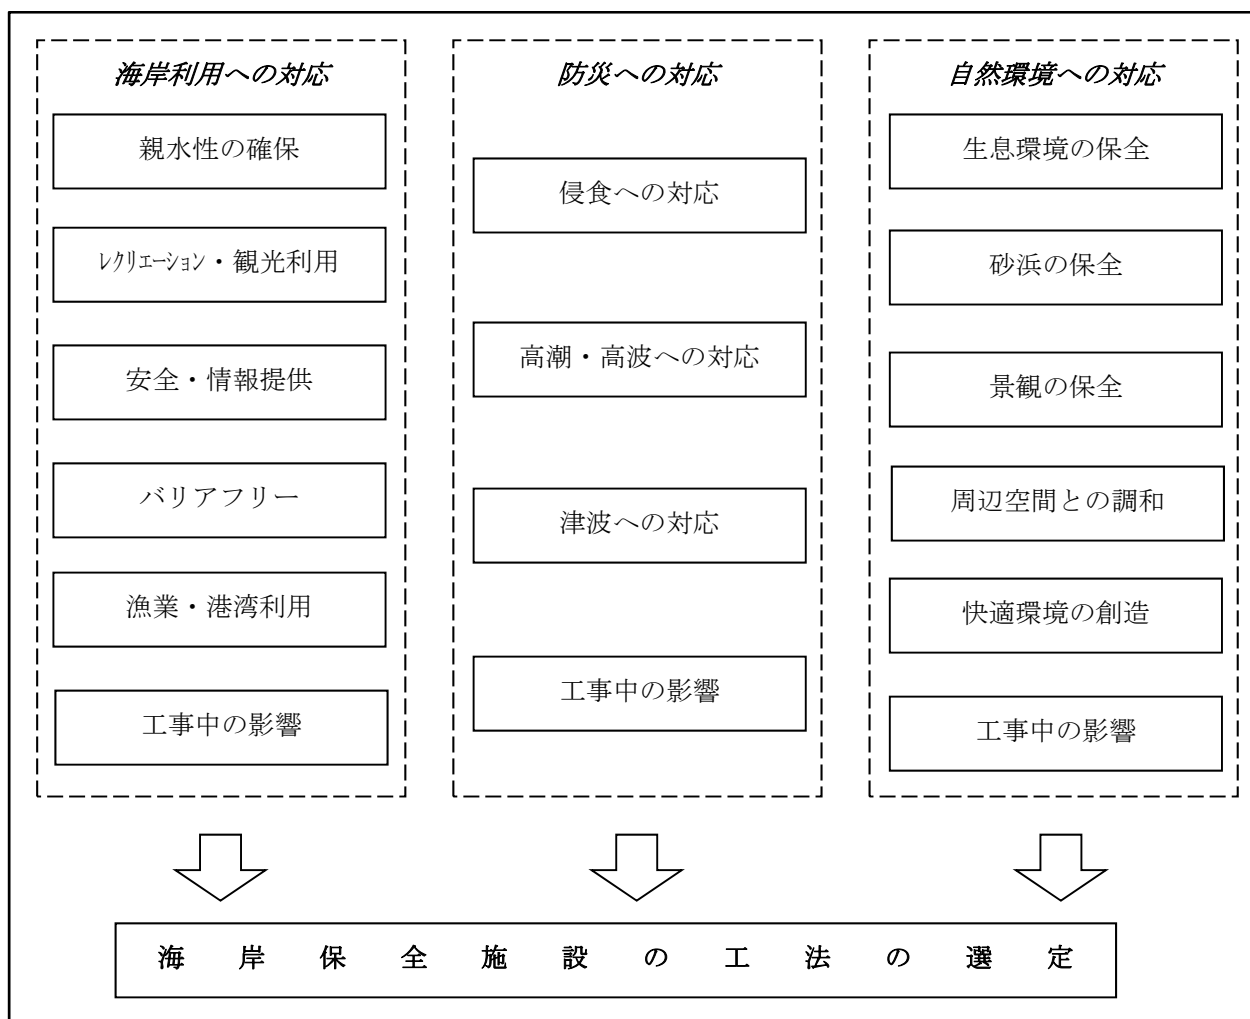 海岸利用への対応
親水性の確保
ﾚｸﾘｴｰｼｮﾝ・観光利用
安全・情報提供
バリアフリー
漁業・港湾利用
工事中の影響
防災への対応
侵食への対応
高潮・高波への対応
津波への対応
工事中の影響
自然環境への対応
生息環境の保全
砂浜の保全
景観の保全
周辺空間との調和
快適環境の創造
工事中の影響
海岸保全施設の工法の選定